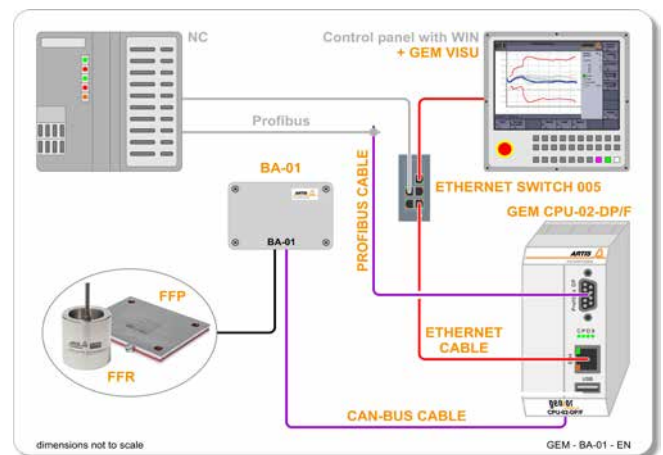 NC
Control panel with WIN
+ GEM VISU
Profibus
BA-01
ETHERNET SWITCH 005
PROFIBUS CABLE
GEM CPU-02-DP/F
BA-01
ARTIS
FFP
FFR
ETHERNET
CABLE
USB
CPU-02-DP/F
CAN-BUS CABLE
dimensions not to scale
GEM - BA-01 - EN